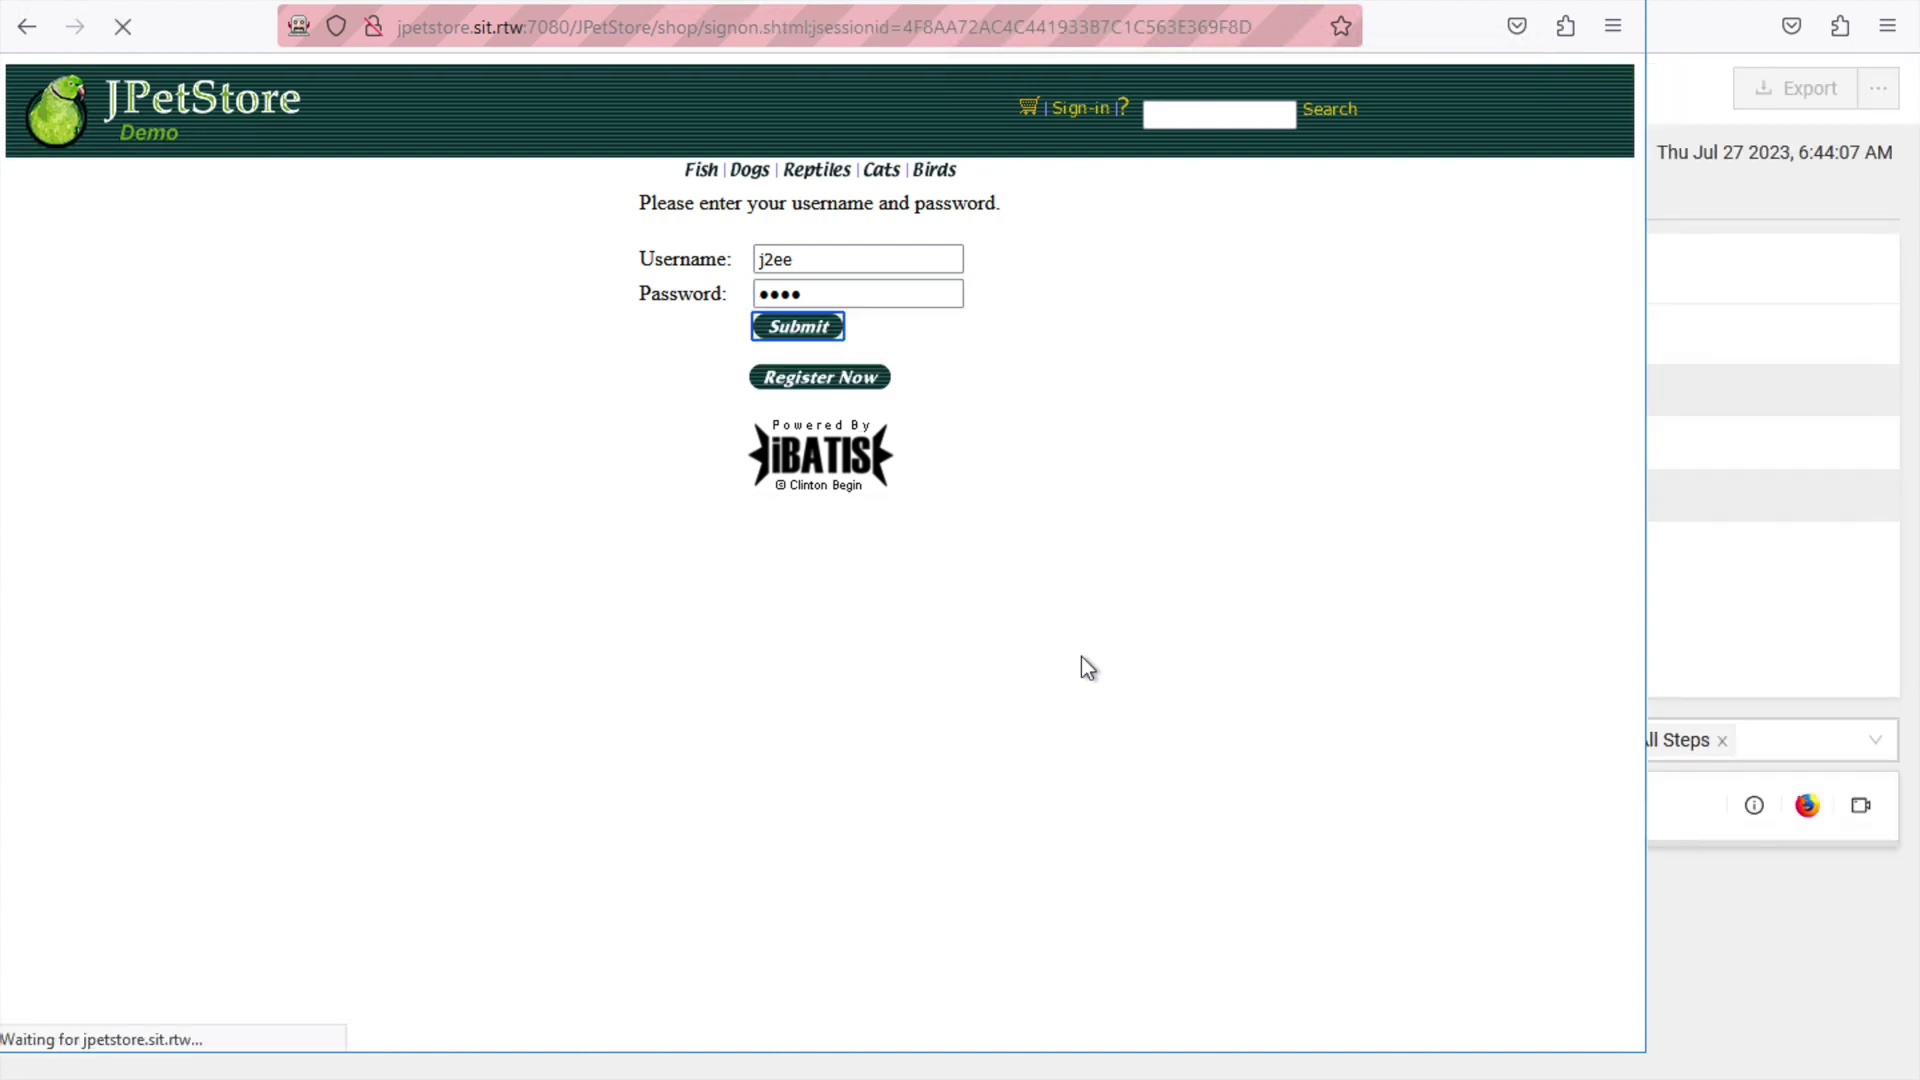 jpetstore.sit.rtw:7080/JPetStore/shop/signon.shtml;jsessionid=4F8AA72AC4C441933B7C1C563E369F8D
Export
JPetStore
Demo
| Sign-in | ?
Search
Thu Jul 27 2023, 6:44:07 AM
Fish | Dogs | Reptiles | Cats | Birds
Please enter your username and password.
Username: j2ee
Password: ••••
Submit
Register Now
Powered By
iBATIS
© Clinton Begin
ll Steps x
Waiting for jpetstore.sit.rtw...